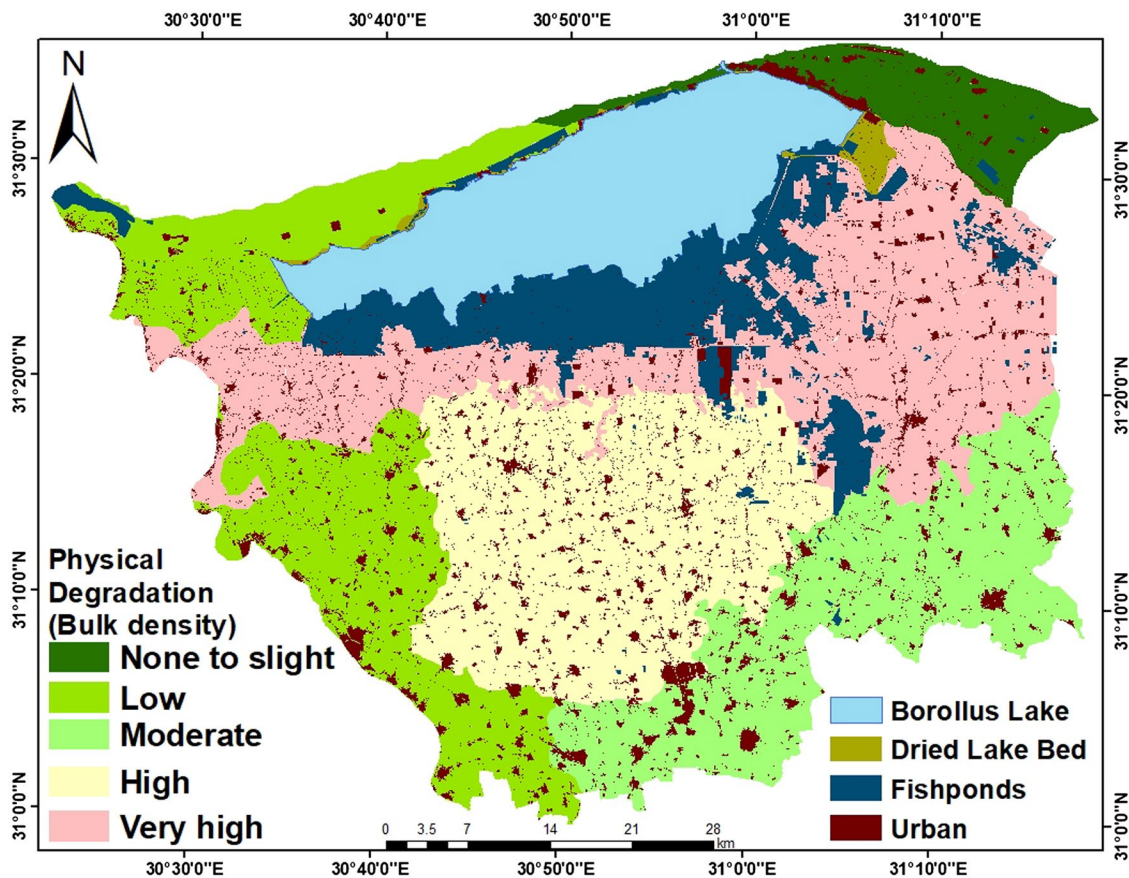 30°30'0"E 30°40'0"E 30°50'0"E 31°0'0"E 31°10'0"E
N
31°30'0"N 31°30'0"N
31°20'0"N 31°20'0"N
31°10'0"N 31°10'0"N
31°0'0"N 31°0'0"N
Physical
Degradation
(Bulk density)
None to slight
Low
Moderate
High
Very high
Borollus Lake
Dried Lake Bed
Fishponds
Urban
0 3.5 7 14 21 28
km
30°30'0"E 30°40'0"E 30°50'0"E 31°0'0"E 31°10'0"E